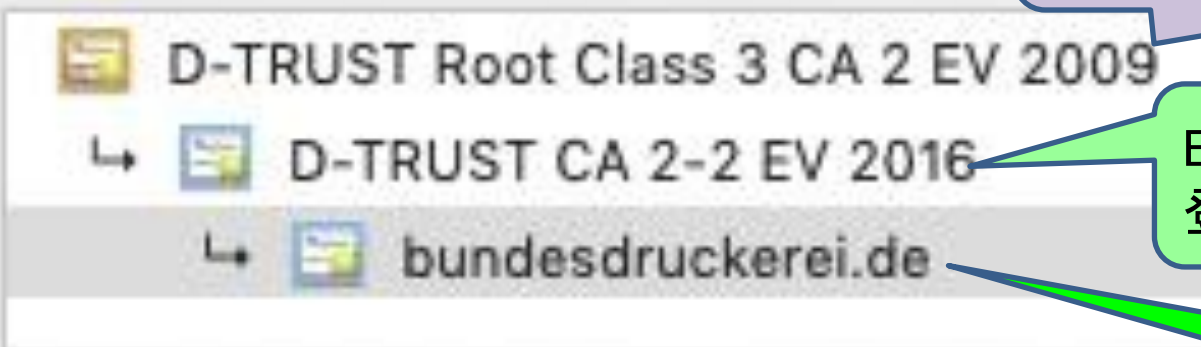 D-TRUST Root Class 3 CA 2 EV 2009
D-TRUST CA 2-2 EV 2016
bundesdruckerei.de